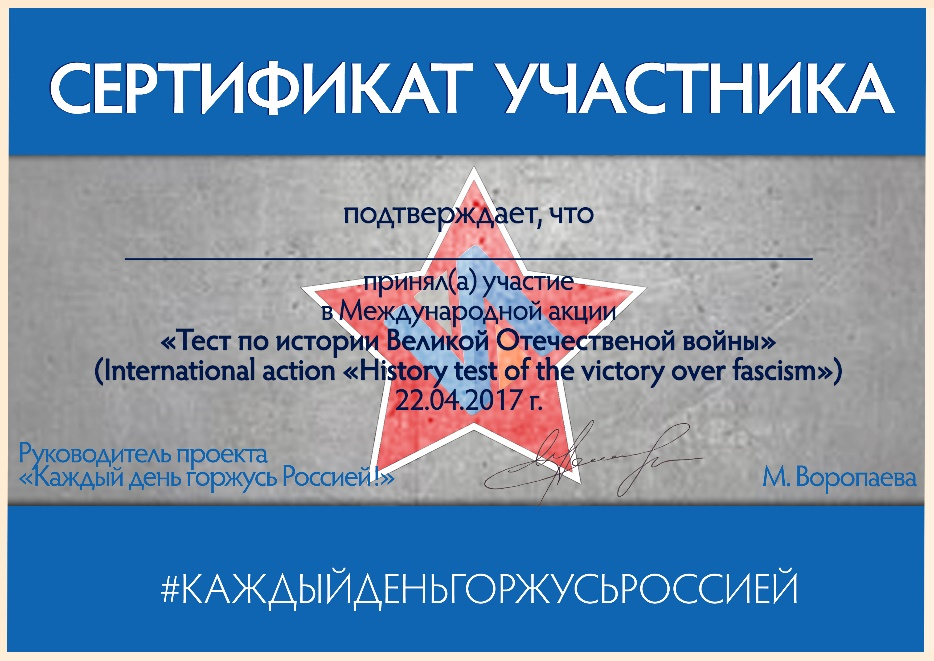 СЕРТИФИКАТ УЧАСТНИКА
подтверждает, что
принял(а) участие
в Международной акции
«Тест по истории Великой Отечественой войны»
(International action «History test of the victory over fascism»)
22.04.2017 г.
Руководитель проекта
«Каждый день горжусь Россией!»
М. Воропаева
#КАЖДЫЙДЕНЬГОРЖУСЬРОССИЕЙ